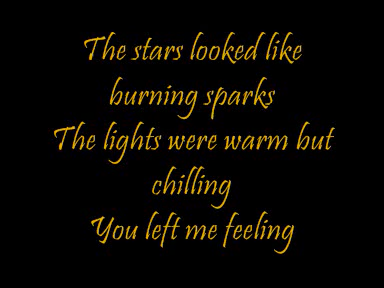 The stars looked like
burning sparks
The lights were warm but
chilling
You left me feeling